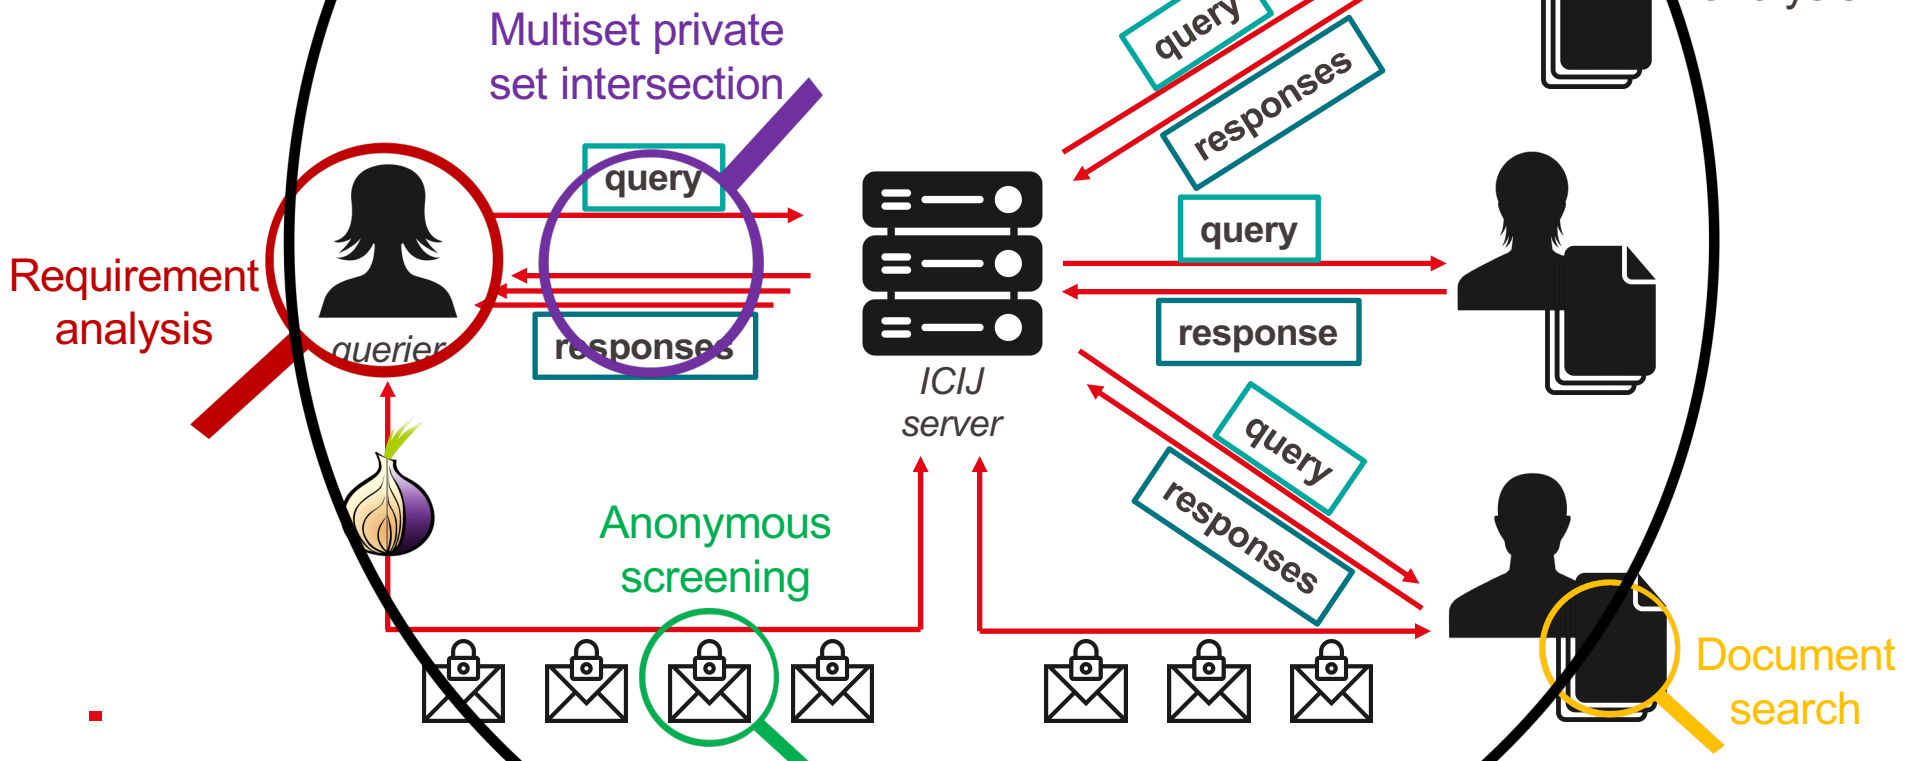 Multiset private
set intersection
query
responses
query
responses
query
response
Requirement
analysis
querier
ICIJ
server
query
responses
Anonymous
screening
Document
search